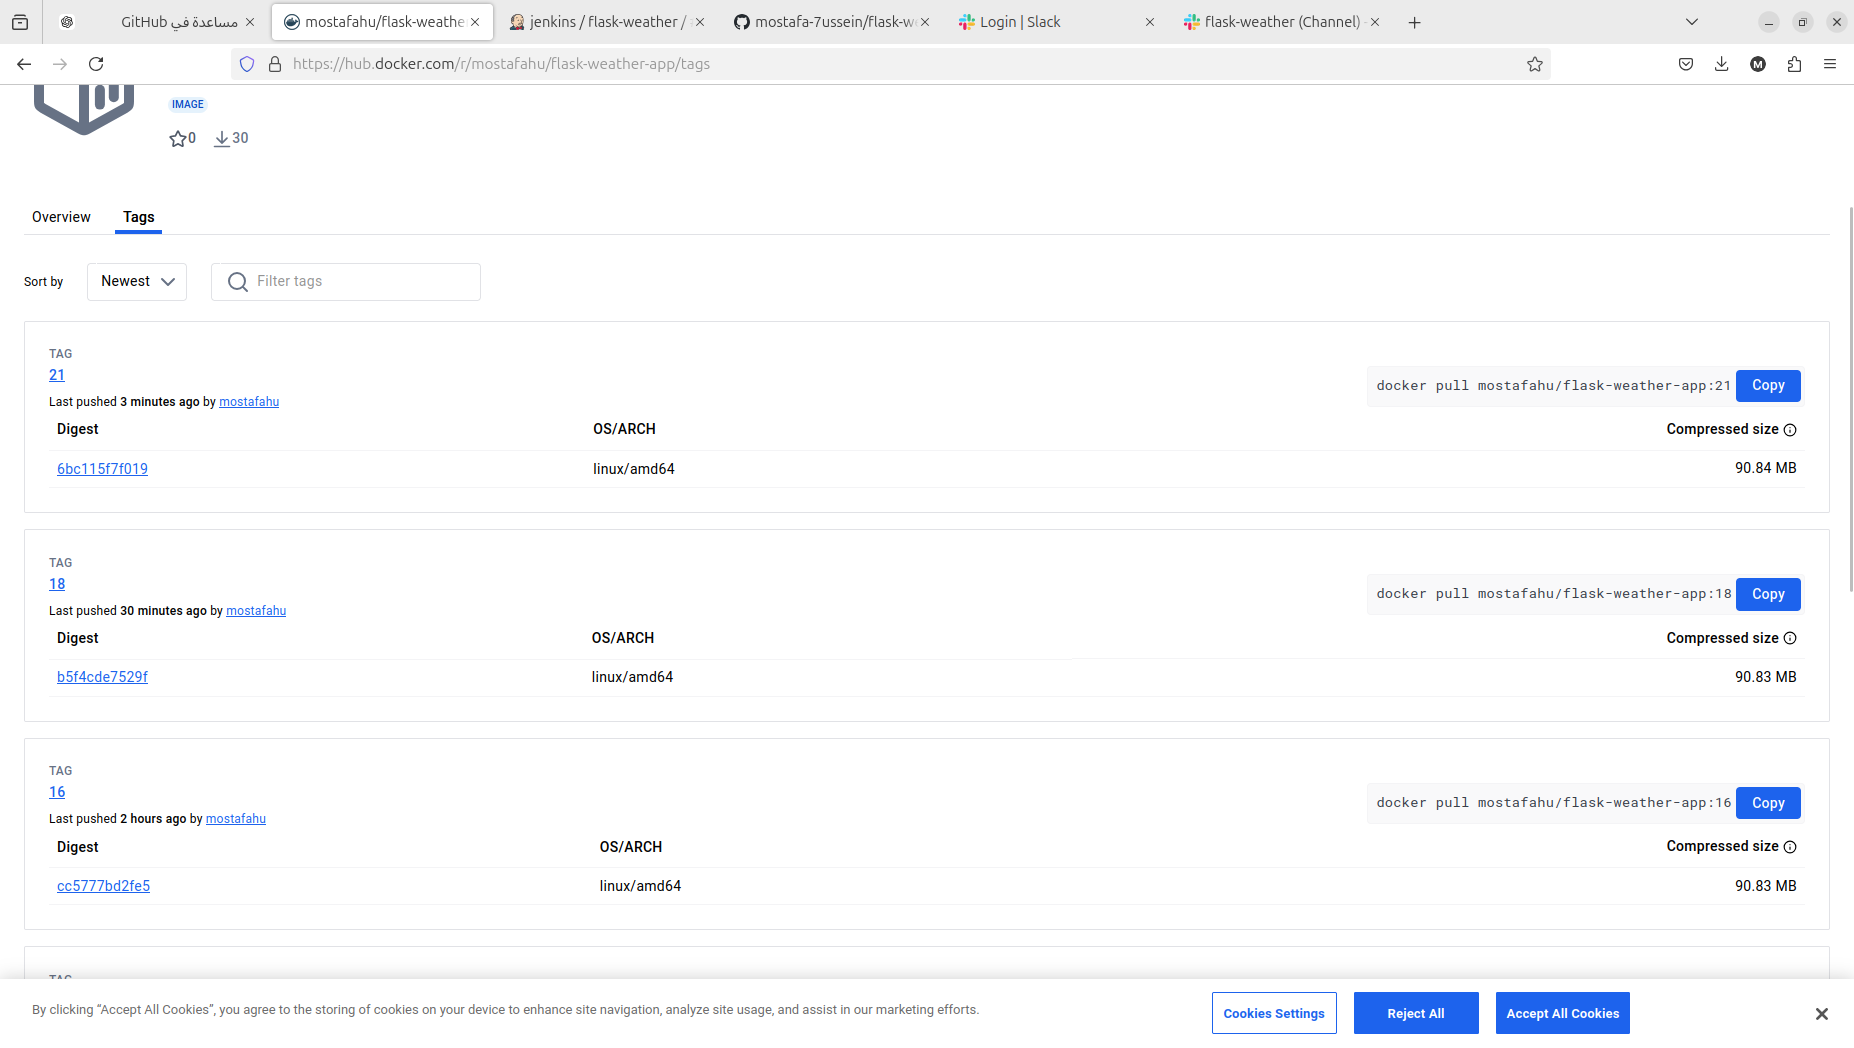 مساعدة في GitHub
mostafahu/flask-weathe
jenkins / flask-weather /
mostafa-7ussein/flask-w
Login | Slack
flask-weather (Channel)
https://hub.docker.com/r/mostafahu/flask-weather-app/tags
M
IMAGE
0 30
Overview Tags
Sort by Newest Filter tags
TAG
21
docker pull mostafahu/flask-weather-app:21 Copy
Last pushed 3 minutes ago by mostafahu
Digest OS/ARCH Compressed size
6bc115f7f019 linux/amd64 90.84 MB
TAG
18
docker pull mostafahu/flask-weather-app:18 Copy
Last pushed 30 minutes ago by mostafahu
Digest OS/ARCH Compressed size
b5f4cde7529f linux/amd64 90.83 MB
TAG
16
docker pull mostafahu/flask-weather-app:16 Copy
Last pushed 2 hours ago by mostafahu
Digest OS/ARCH Compressed size
cc5777bd2fe5 linux/amd64 90.83 MB
TAG
By clicking “Accept All Cookies”, you agree to the storing of cookies on your device to enhance site navigation, analyze site usage, and assist in our marketing efforts.
Cookies Settings Reject All Accept All Cookies